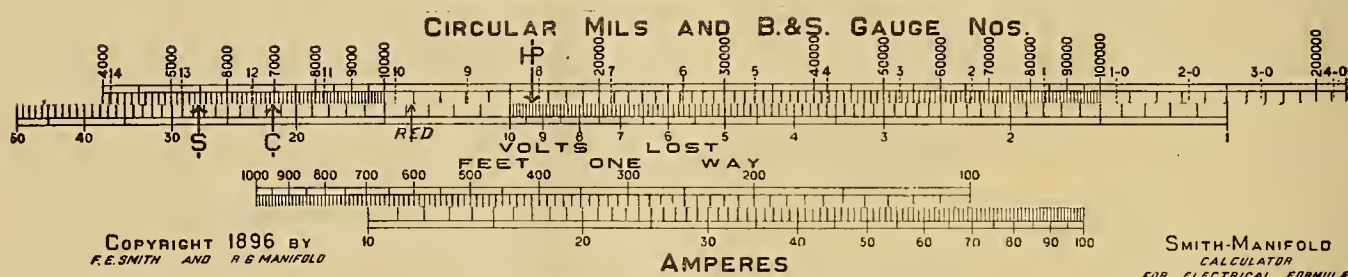 CIRCULAR MILS AND B.&S. GAUGE NOS.
HP
4000 5000 6000 7000 8000 9000 10000 20000 30000 40000 50000 60000 70000 80000 90000 100000 200000
14 13 12 11 10 9 8 7 6 5 4 3 2 1 1-0 2-0 3-0 4-0
S C RED
50 40 30 20 10 9 8 7 6 5 4 3 2 1
VOLTS LOST
FEET ONE WAY
1000 900 800 700 600 500 400 300 200 100
10 20 30 40 50 60 70 80 90 100
AMPERES
COPYRIGHT 1896 BY
F.E. SMITH AND R G MANIFOLD
SMITH-MANIFOLD
CALCULATOR
FOR ELECTRICAL FORMULE